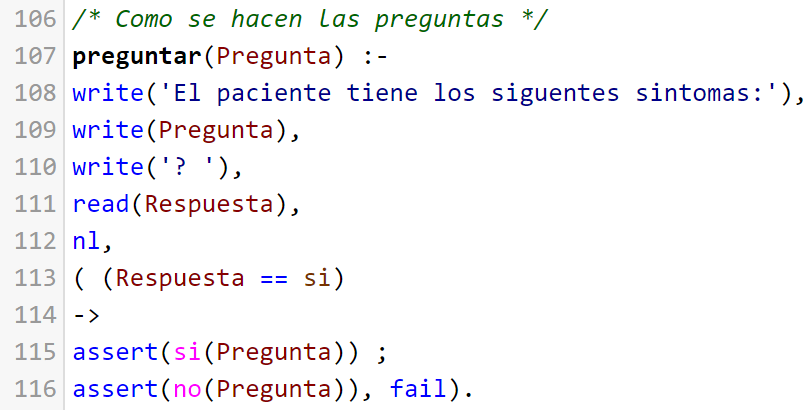 106 /* Como se hacen las preguntas */
107 preguntar(Pregunta) :-
108 write('El paciente tiene los siguentes sintomas:'),
109 write(Pregunta),
110 write('? '),
111 read(Respuesta),
112 nl,
113 ( (Respuesta == si)
114 ->
115 assert(si(Pregunta)) ;
116 assert(no(Pregunta)), fail).